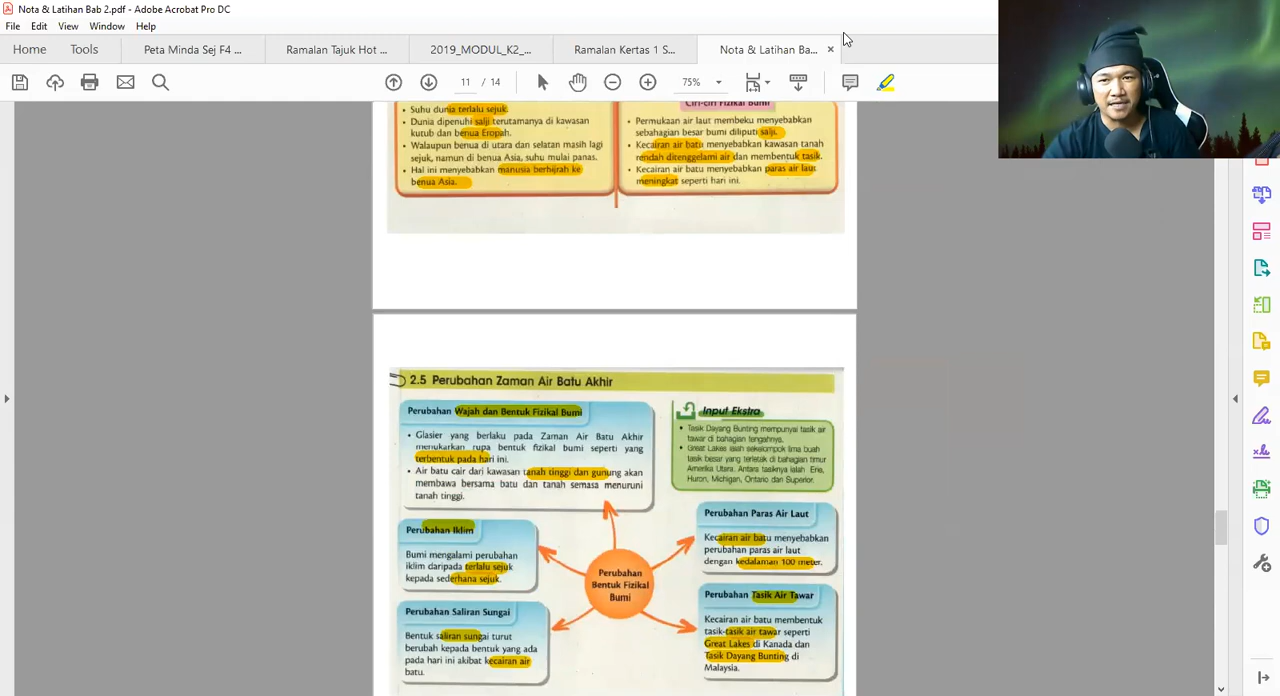 Nota & Latihan Bab 2.pdf - Adobe Acrobat Pro DC
File Edit View Window Help
Home Tools Peta Minda Sej F4 ... Ramalan Tajuk Hot ... 2019_MODUL_K2_... Ramalan Kertas 1 S... Nota & Latihan Ba... ×
11 / 14 75%
• Suhu dunia terlalu sejuk.
• Dunia dipenuhi salji terutamanya di kawasan
kutub dan benua Eropah.
• Walaupun benua di utara dan selatan masih lagi
sejuk, namun di benua Asia, suhu mulai panas.
• Hal ini menyebabkan manusia berhijrah ke
benua Asia.
Ciri-ciri Fizikal Bumi
• Permukaan air laut membeku menyebabkan
sebahagian besar bumi diliputi salji.
• Kecairan air batu menyebabkan kawasan tanah
rendah ditenggelami air dan membentuk tasik.
• Kecairan air batu menyebabkan paras air laut
meningkat seperti hari ini.
2.5 Perubahan Zaman Air Batu Akhir
Perubahan Wajah dan Bentuk Fizikal Bumi
• Glasier yang berlaku pada Zaman Air Batu Akhir
menukarkan rupa bentuk fizikal bumi seperti yang
terbentuk pada hari ini.
• Air batu cair dari kawasan tanah tinggi dan gunung akan
membawa bersama batu dan tanah semasa menuruni
tanah tinggi.
Input Ekstra
• Tasik Dayang Bunting mempunyai tasik air
tawar di bahagian tengahnya.
• Great Lakes ialah sekelompok lima buah
tasik besar yang terletak di bahagian timur
Amerika Utara. Antara tasiknya ialah Erie,
Huron, Michigan, Ontario dan Superior.
Perubahan Iklim
Bumi mengalami perubahan
iklim daripada terlalu sejuk
kepada sederhana sejuk.
Perubahan Paras Air Laut
Kecairan air batu menyebabkan
perubahan paras air laut
dengan kedalaman 100 meter.
Perubahan
Bentuk Fizikal
Bumi
Perubahan Saliran Sungai
Bentuk saliran sungai turut
berubah kepada bentuk yang ada
pada hari ini akibat kecairan air
batu.
Perubahan Tasik Air Tawar
Kecairan air batu membentuk
tasik-tasik air tawar seperti
Great Lakes di Kanada dan
Tasik Dayang Bunting di
Malaysia.